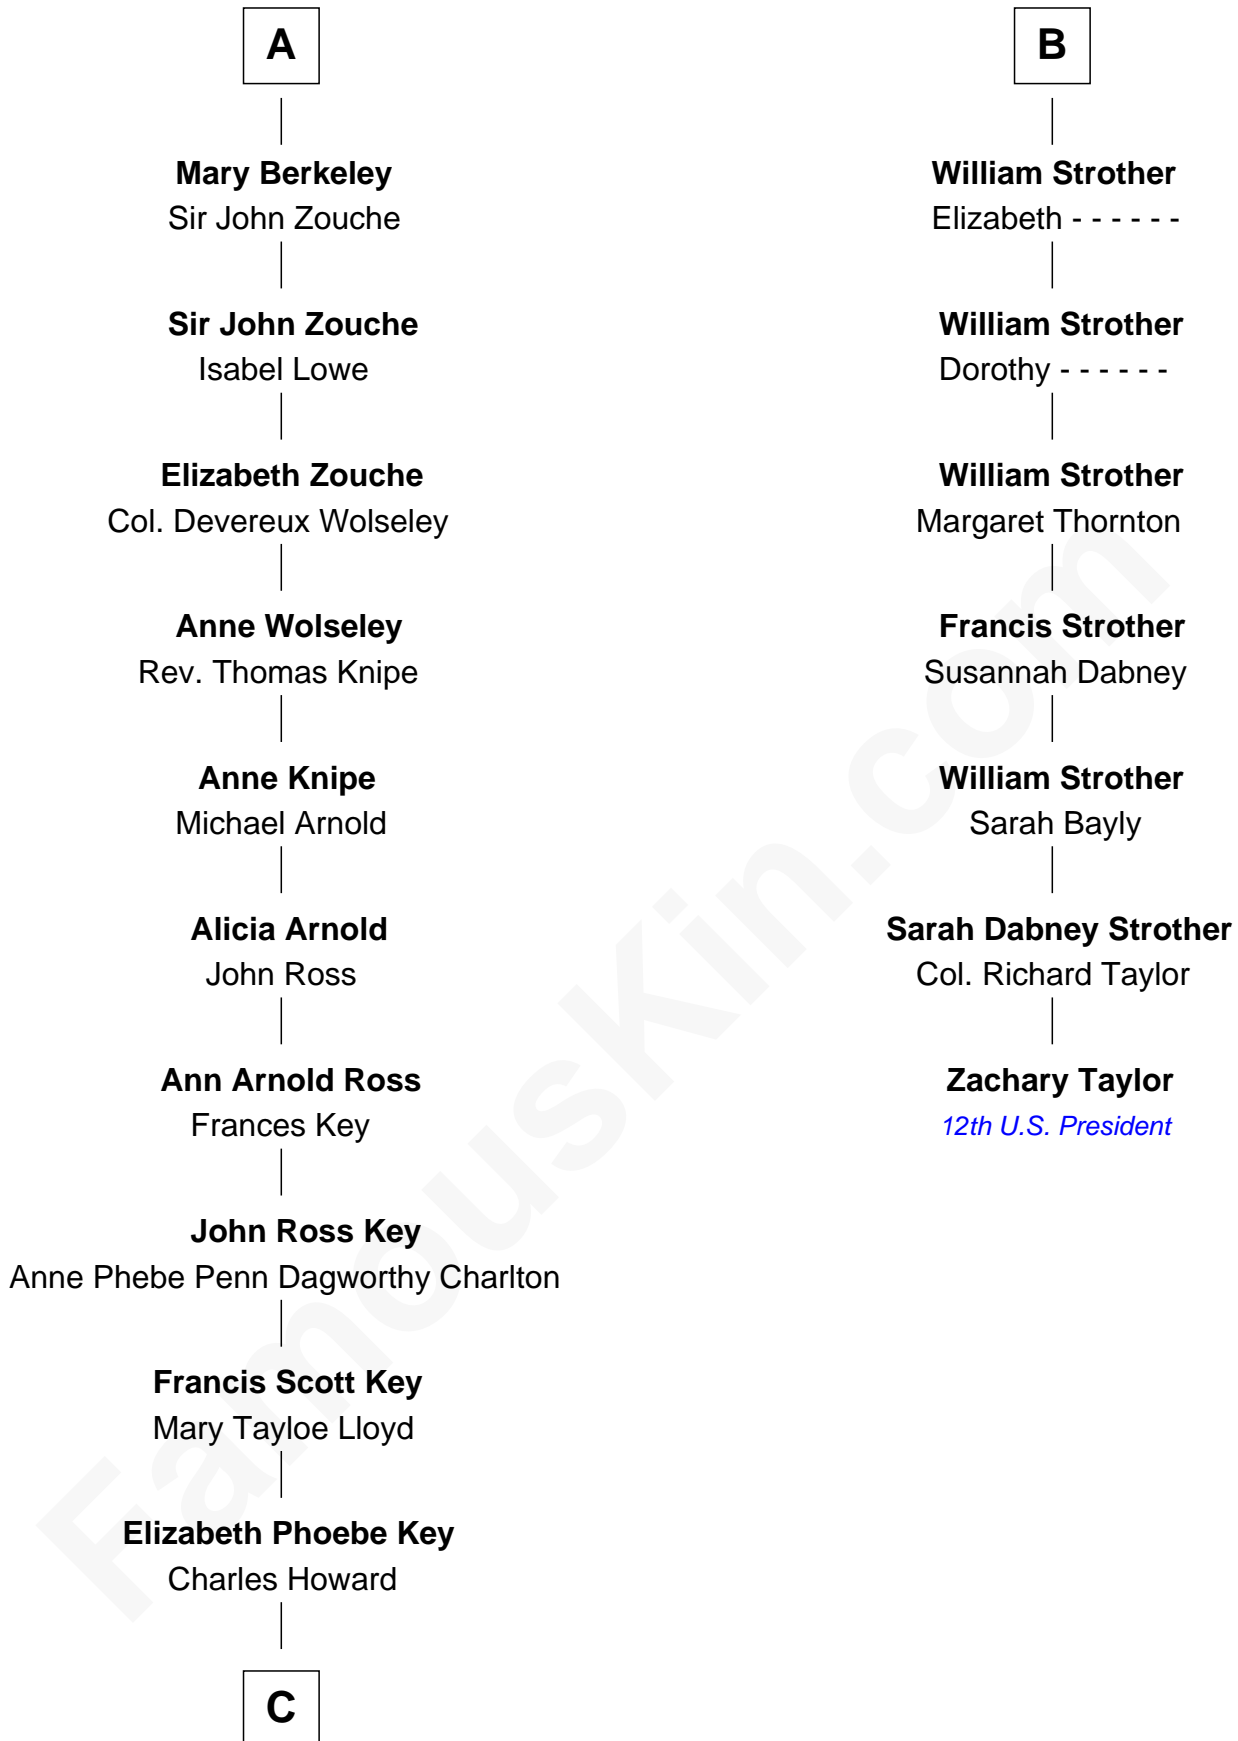 A
Mary Berkeley
Sir John Zouche
Sir John Zouche
Isabel Lowe
Elizabeth Zouche
Col. Devereux Wolseley
Anne Wolseley
Rev. Thomas Knipe
Anne Knipe
Michael Arnold
Alicia Arnold
John Ross
Ann Arnold Ross
Frances Key
John Ross Key
Anne Phebe Penn Dagworthy Charlton
Francis Scott Key
Mary Tayloe Lloyd
Elizabeth Phoebe Key
Charles Howard
C
B
William Strother
Elizabeth - - - - - -
William Strother
Dorothy - - - - - -
William Strother
Margaret Thornton
Francis Strother
Susannah Dabney
William Strother
Sarah Bayly
Sarah Dabney Strother
Col. Richard Taylor
Zachary Taylor
12th U.S. President
FamousKin.com